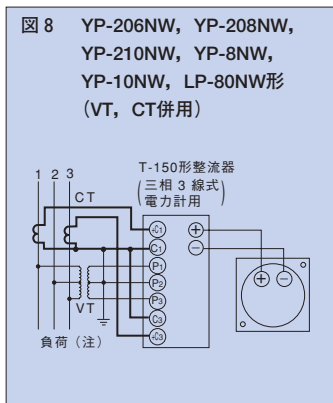 図 8　YP-206NW，YP-208NW，
YP-210NW，YP-8NW，
YP-10NW，LP-80NW形
（VT，CT併用）
1 2 3
CT
T-150形整流器
（三相 3 線式
電力計用）
+C1
C1
P1
P2
P3
C3
+C3
＋
－
＋ －
VT
負荷（注）